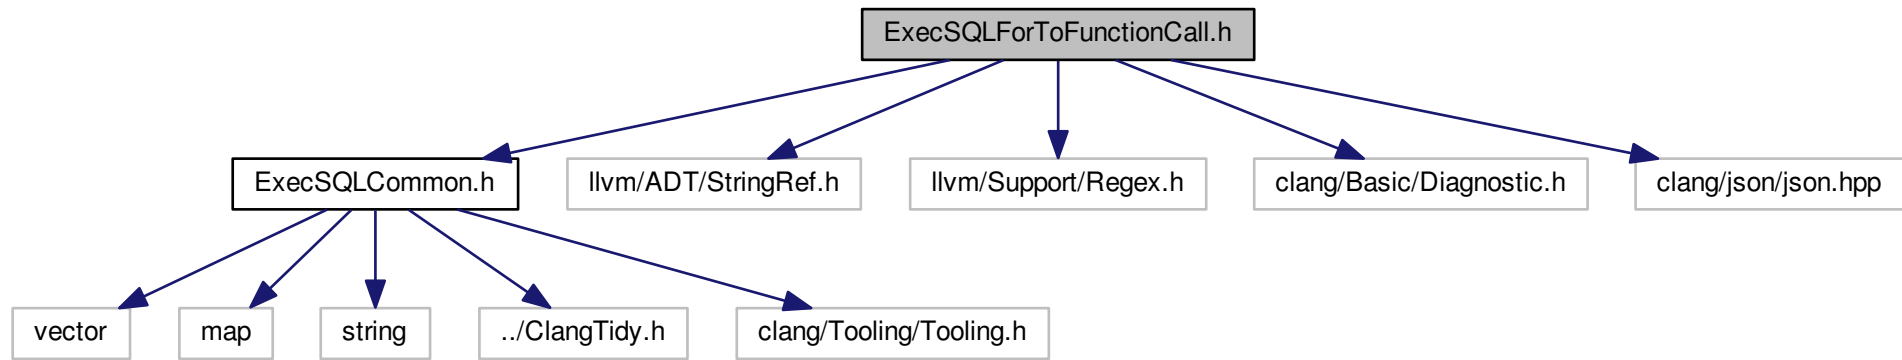 ExecSQLForToFunctionCall.h
ExecSQLCommon.h
llvm/ADT/StringRef.h
llvm/Support/Regex.h
clang/Basic/Diagnostic.h
clang/json/json.hpp
vector
map
string
../ClangTidy.h
clang/Tooling/Tooling.h